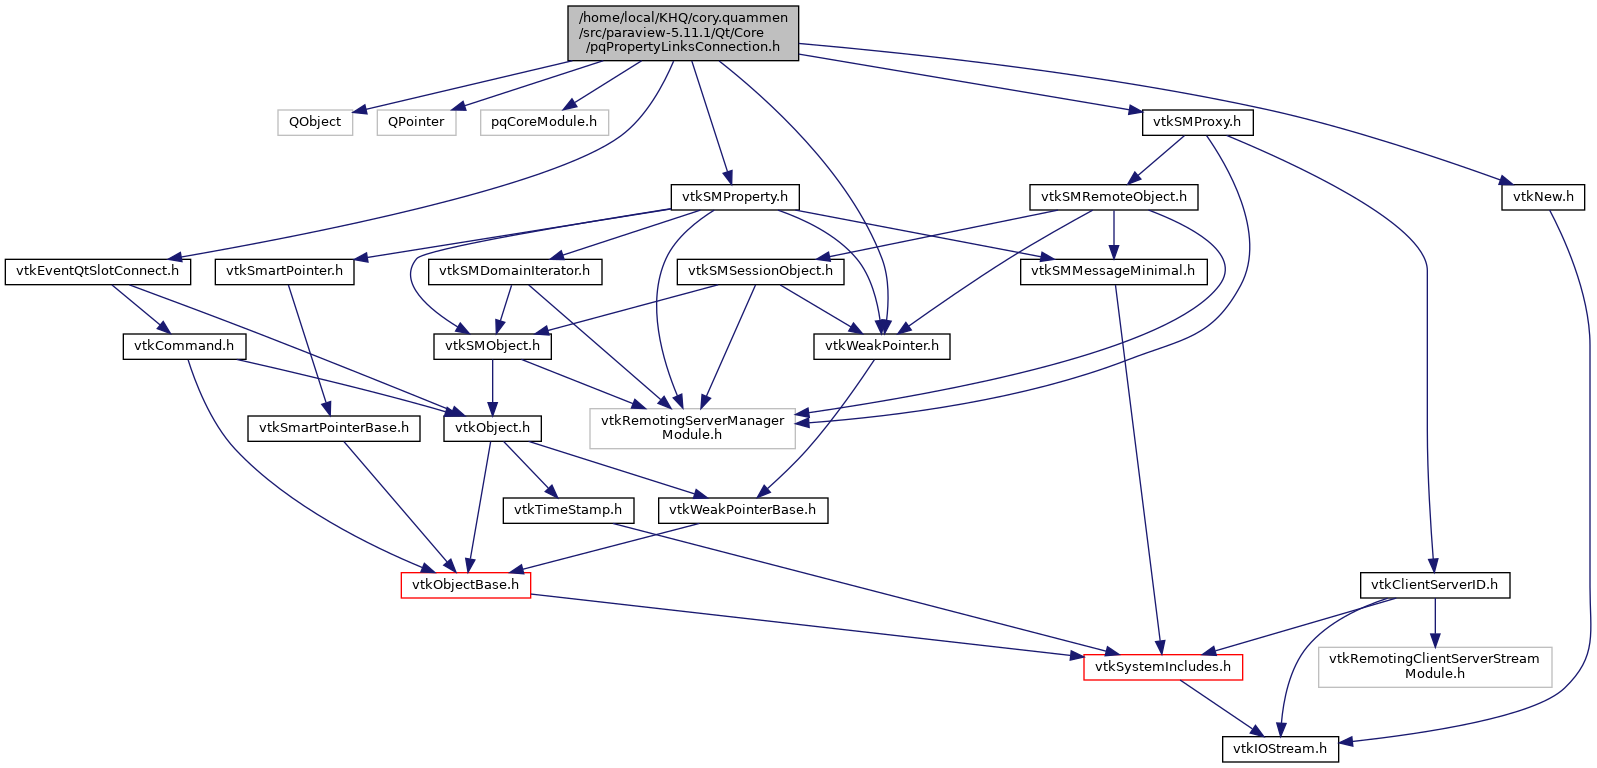 /home/local/KHQ/cory.quammen
/src/paraview-5.11.1/Qt/Core
/pqPropertyLinksConnection.h
QObject
QPointer
pqCoreModule.h
vtkSMProxy.h
vtkSMProperty.h
vtkSMRemoteObject.h
vtkNew.h
vtkEventQtSlotConnect.h
vtkSmartPointer.h
vtkSMDomainIterator.h
vtkSMSessionObject.h
vtkSMMessageMinimal.h
vtkCommand.h
vtkSMObject.h
vtkWeakPointer.h
vtkSmartPointerBase.h
vtkObject.h
vtkRemotingServerManager
Module.h
vtkTimeStamp.h
vtkWeakPointerBase.h
vtkObjectBase.h
vtkClientServerID.h
vtkSystemIncludes.h
vtkRemotingClientServerStream
Module.h
vtkIOStream.h